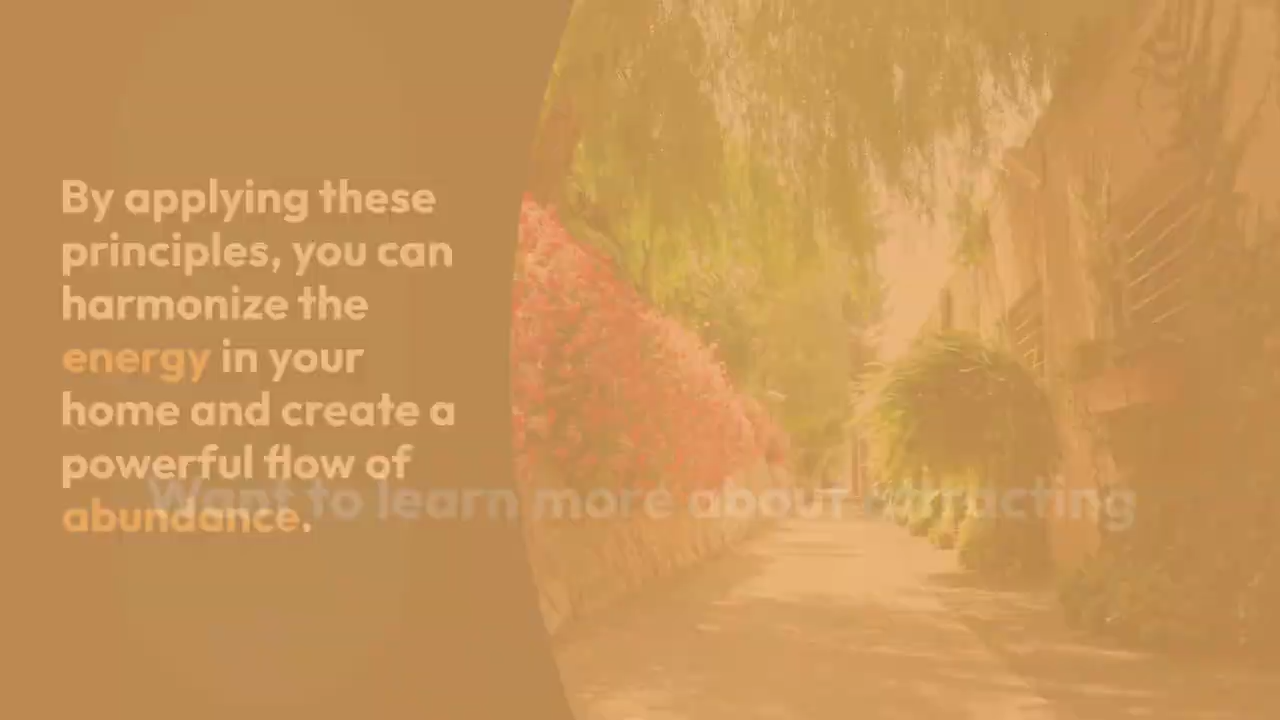 By applying these
principles, you can
harmonize the
energy in your
home and create a
powerful flow of
abundance.
Want to learn more about attracting